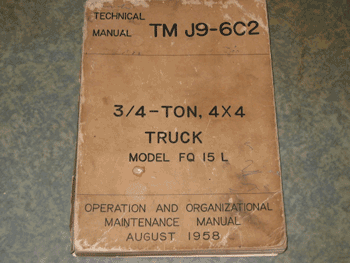 TECHNICAL
MANUAL TM J9-6C2
3/4-TON, 4X4
TRUCK
MODEL FQ 15 L
OPERATION AND ORGANIZATIONAL
MAINTENANCE MANUAL
AUGUST 1958